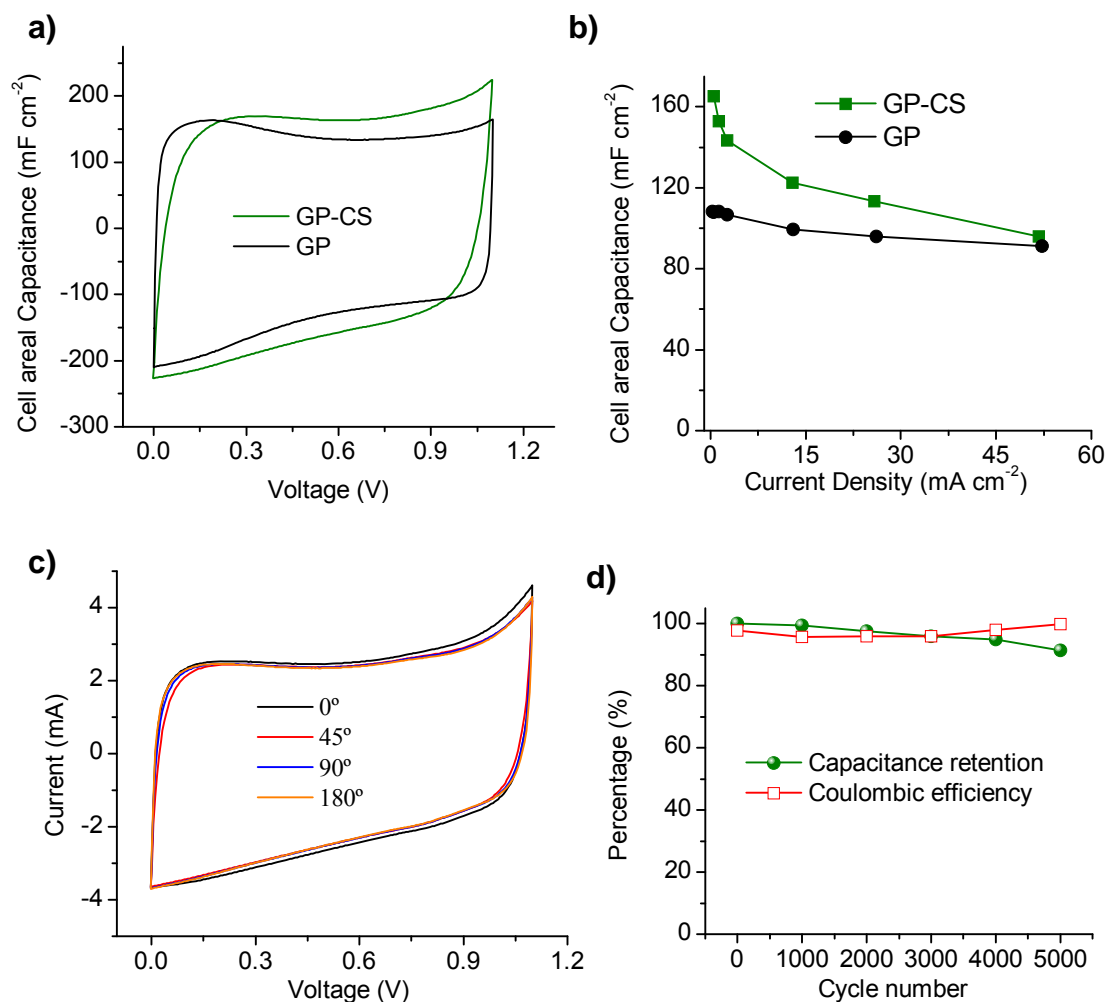 a)
Cell areal Capacitance (mF cm-2)
200
100
0
-100
-200
-300
GP-CS
GP
0.0
0.3
0.6
0.9
1.2
Voltage (V)
b)
Cell areal Capacitance (mF cm-2)
160
120
80
40
0
GP-CS
GP
0
15
30
45
60
Current Density (mA cm-2)
c)
Current (mA)
4
2
0
-2
-4
0º
45º
90º
180º
0.0
0.3
0.6
0.9
1.2
Voltage (V)
d)
Percentage (%)
100
80
60
40
20
0
Capacitance retention
Coulombic efficiency
0
1000
2000
3000
4000
5000
Cycle number